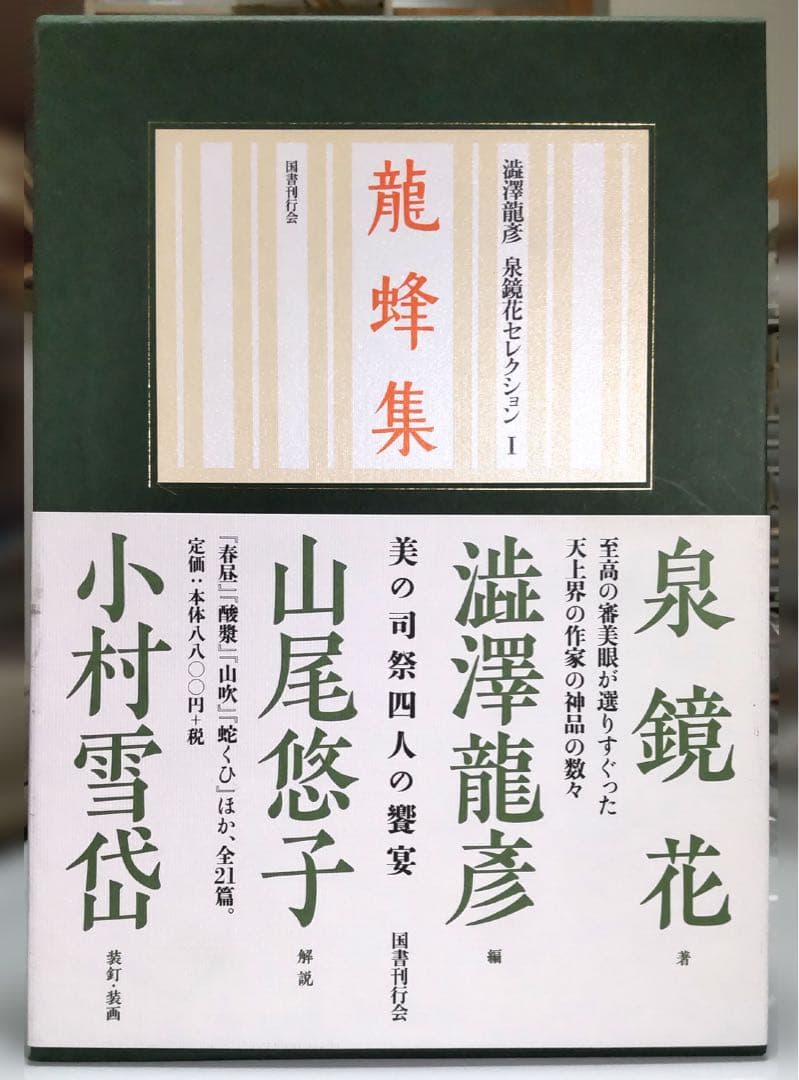 澁澤龍彥 泉鏡花セレクション Ⅰ
龍蜂集
国書刊行会
泉鏡花 著
至高の審美眼が選りすぐった
天上界の作家の神品の数々
澁澤龍彥 編
美の司祭四人の饗宴
国書刊行会
山尾悠子 解説
『春昼』『酸漿』『山吹』『蛇くひ』ほか、全21篇。
定価：本体八八〇〇円+税
小村雪岱 装釘・装画